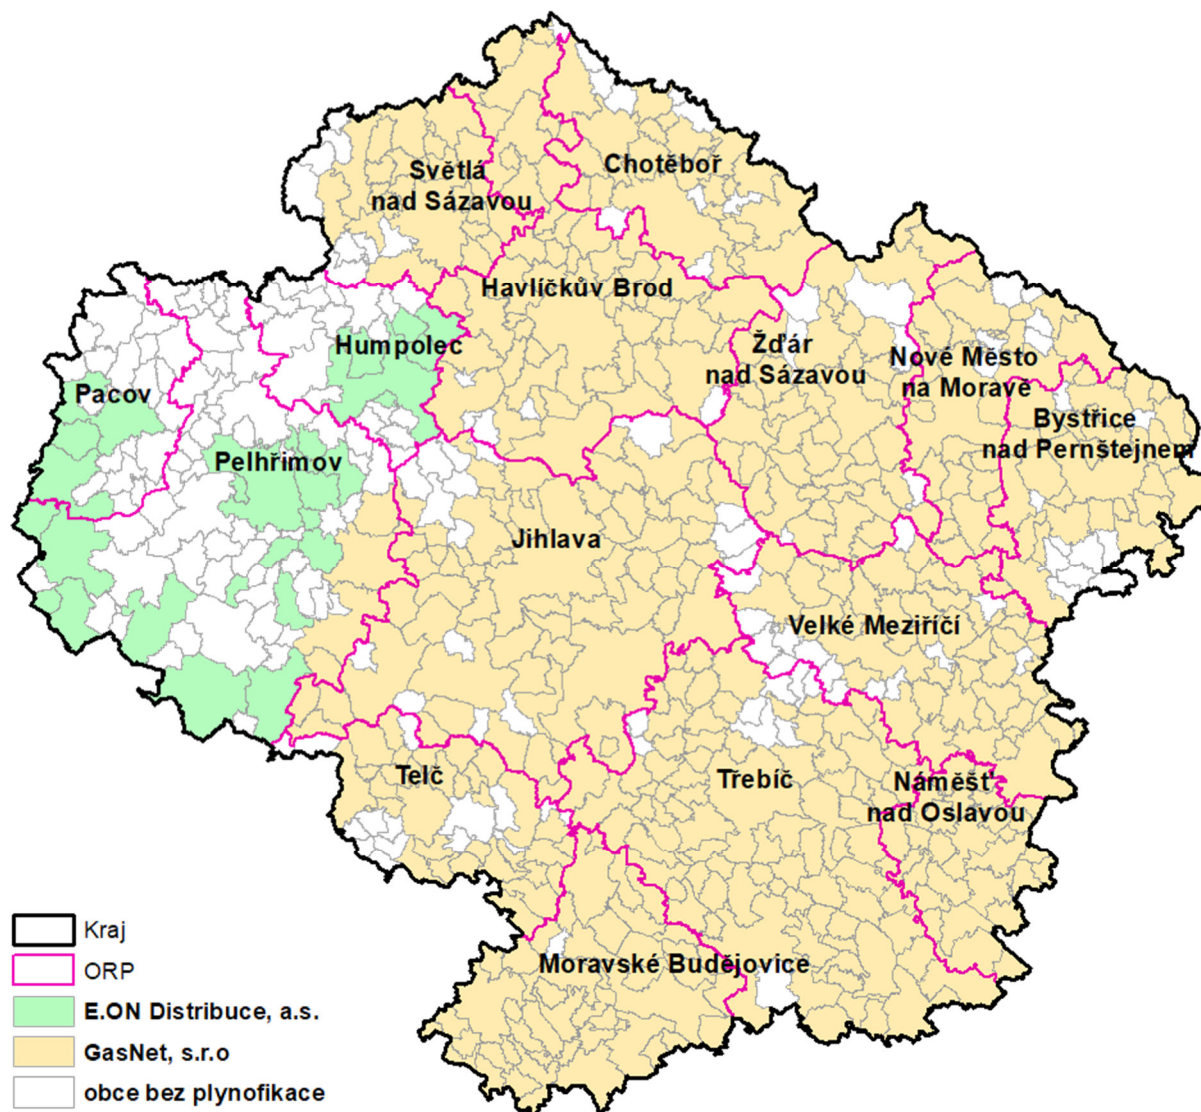 Světlá
nad Sázavou
Chotěboř
Havlíčkův Brod
Humpolec
Žďár
nad Sázavou
Nové Město
na Moravě
Pacov
Bystřice
nad Pernštejnem
Pelhřimov
Jihlava
Velké Meziříčí
Telč
Třebíč
Náměšť
nad Oslavou
Moravské Budějovice
Kraj
ORP
E.ON Distribuce, a.s.
GasNet, s.r.o
obce bez plynofikace